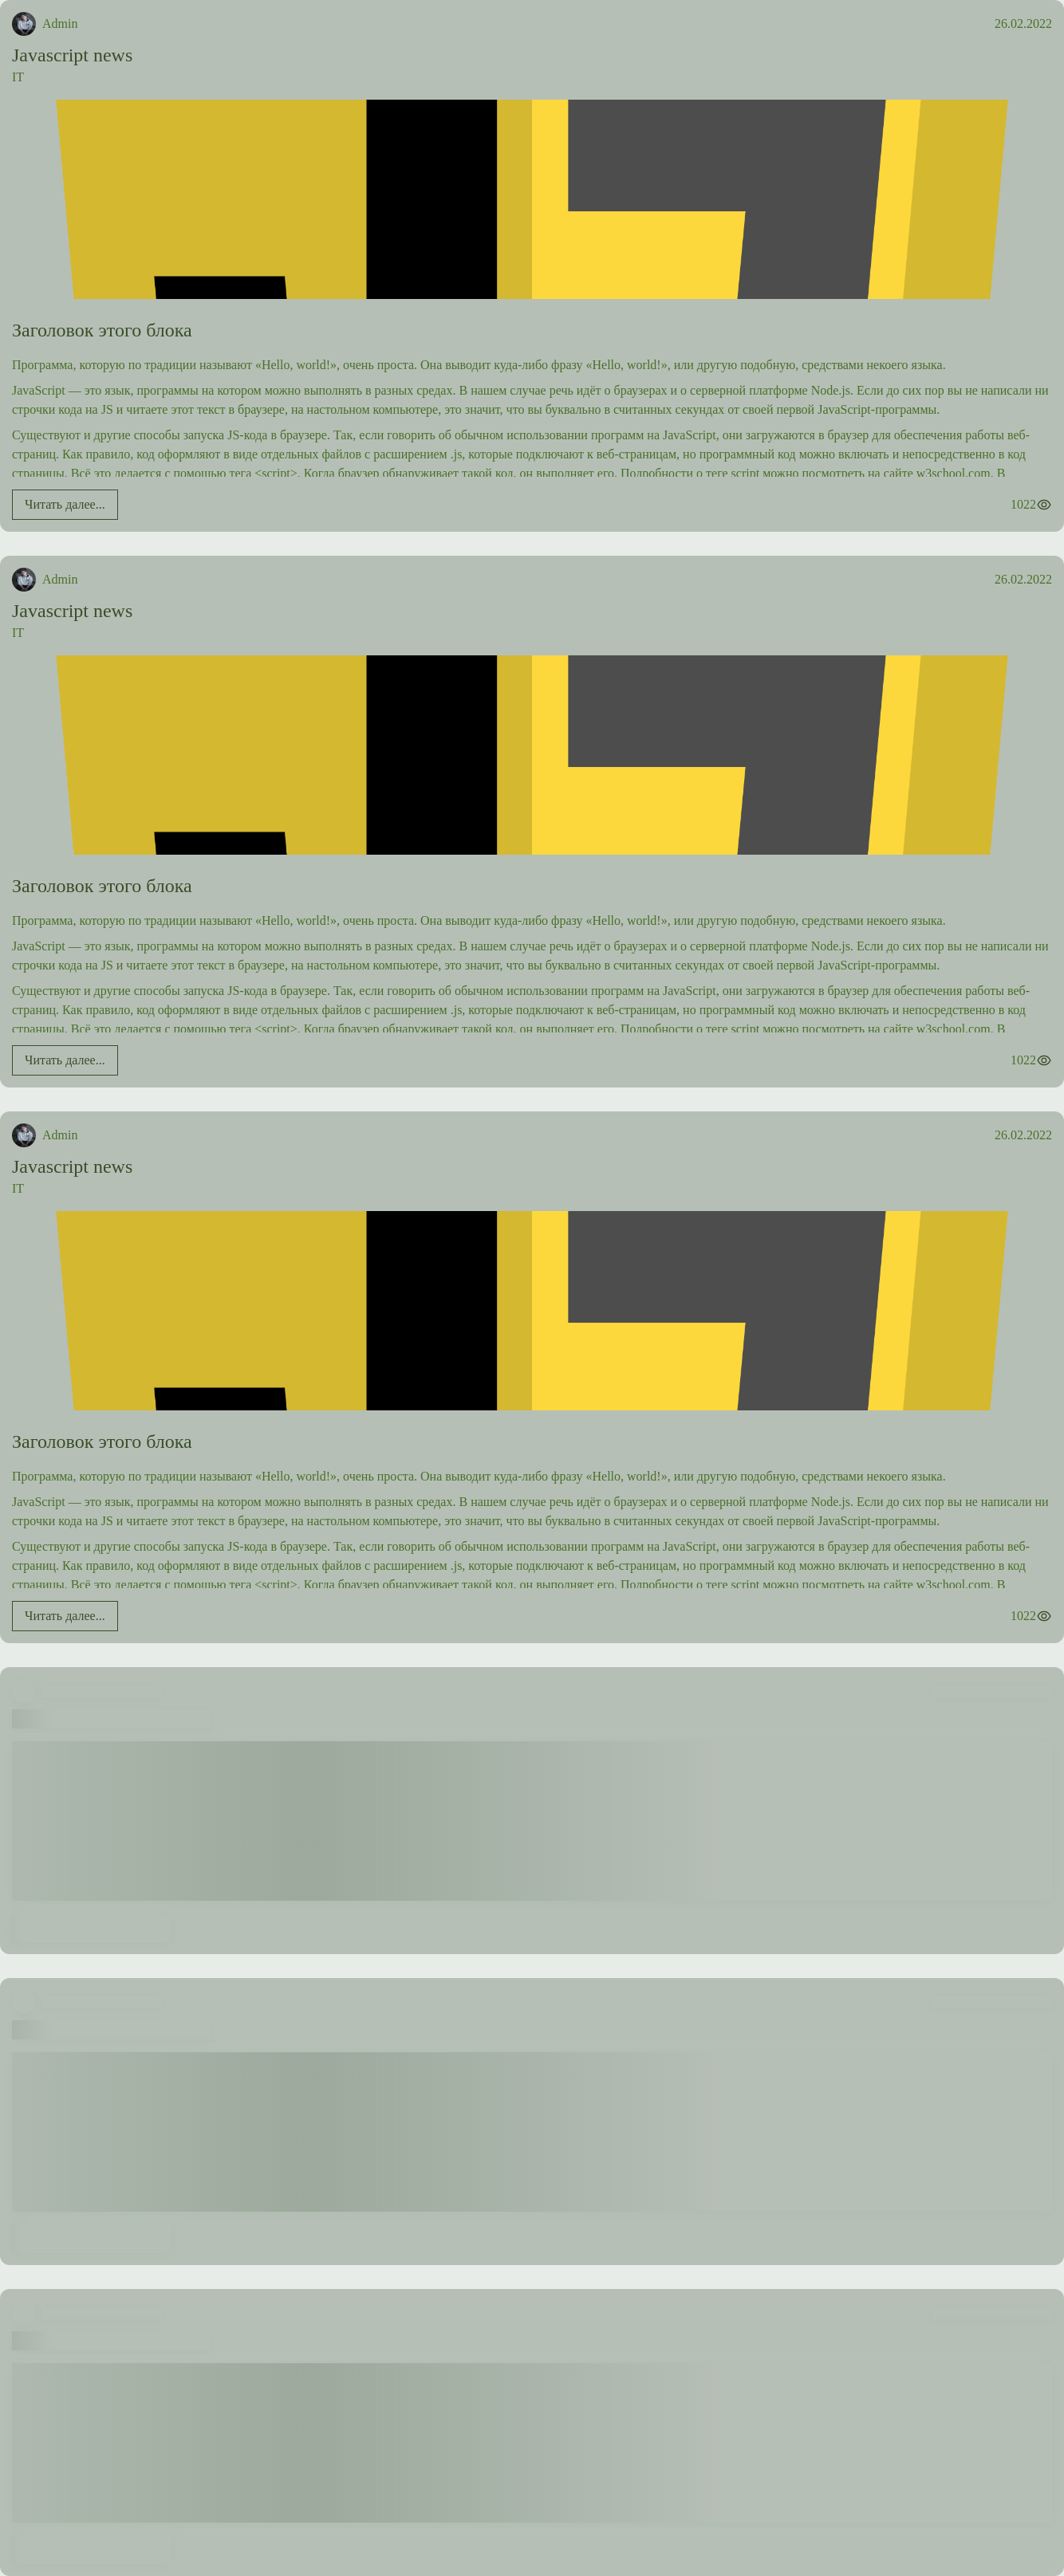 Admin
26.02.2022
Javascript news
IT
Заголовок этого блока
Программа, которую по традиции называют «Hello, world!», очень проста. Она выводит куда-либо фразу «Hello, world!», или другую подобную, средствами некоего языка.
JavaScript — это язык, программы на котором можно выполнять в разных средах. В нашем случае речь идёт о браузерах и о серверной платформе Node.js. Если до сих пор вы не написали ни
строчки кода на JS и читаете этот текст в браузере, на настольном компьютере, это значит, что вы буквально в считанных секундах от своей первой JavaScript-программы.
Существуют и другие способы запуска JS-кода в браузере. Так, если говорить об обычном использовании программ на JavaScript, они загружаются в браузер для обеспечения работы веб-
страниц. Как правило, код оформляют в виде отдельных файлов с расширением .js, которые подключают к веб-страницам, но программный код можно включать и непосредственно в код
страницы. Всё это делается с помощью тега <script>. Когда браузер обнаруживает такой код, он выполняет его. Подробности о теге script можно посмотреть на сайте w3school.com. В
Читать далее...
1022
Admin
26.02.2022
Javascript news
IT
Заголовок этого блока
Программа, которую по традиции называют «Hello, world!», очень проста. Она выводит куда-либо фразу «Hello, world!», или другую подобную, средствами некоего языка.
JavaScript — это язык, программы на котором можно выполнять в разных средах. В нашем случае речь идёт о браузерах и о серверной платформе Node.js. Если до сих пор вы не написали ни
строчки кода на JS и читаете этот текст в браузере, на настольном компьютере, это значит, что вы буквально в считанных секундах от своей первой JavaScript-программы.
Существуют и другие способы запуска JS-кода в браузере. Так, если говорить об обычном использовании программ на JavaScript, они загружаются в браузер для обеспечения работы веб-
страниц. Как правило, код оформляют в виде отдельных файлов с расширением .js, которые подключают к веб-страницам, но программный код можно включать и непосредственно в код
страницы. Всё это делается с помощью тега <script>. Когда браузер обнаруживает такой код, он выполняет его. Подробности о теге script можно посмотреть на сайте w3school.com. В
Читать далее...
1022
Admin
26.02.2022
Javascript news
IT
Заголовок этого блока
Программа, которую по традиции называют «Hello, world!», очень проста. Она выводит куда-либо фразу «Hello, world!», или другую подобную, средствами некоего языка.
JavaScript — это язык, программы на котором можно выполнять в разных средах. В нашем случае речь идёт о браузерах и о серверной платформе Node.js. Если до сих пор вы не написали ни
строчки кода на JS и читаете этот текст в браузере, на настольном компьютере, это значит, что вы буквально в считанных секундах от своей первой JavaScript-программы.
Существуют и другие способы запуска JS-кода в браузере. Так, если говорить об обычном использовании программ на JavaScript, они загружаются в браузер для обеспечения работы веб-
страниц. Как правило, код оформляют в виде отдельных файлов с расширением .js, которые подключают к веб-страницам, но программный код можно включать и непосредственно в код
страницы. Всё это делается с помощью тега <script>. Когда браузер обнаруживает такой код, он выполняет его. Подробности о теге script можно посмотреть на сайте w3school.com. В
Читать далее...
1022